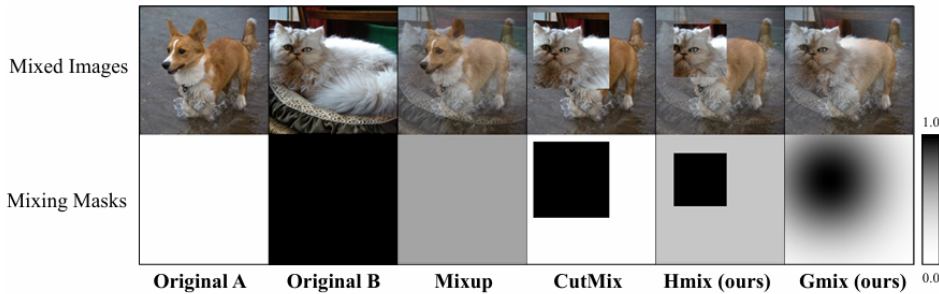 Mixed Images
1.0
Mixing Masks
0.0
Original A Original B Mixup CutMix Hmix (ours) Gmix (ours)